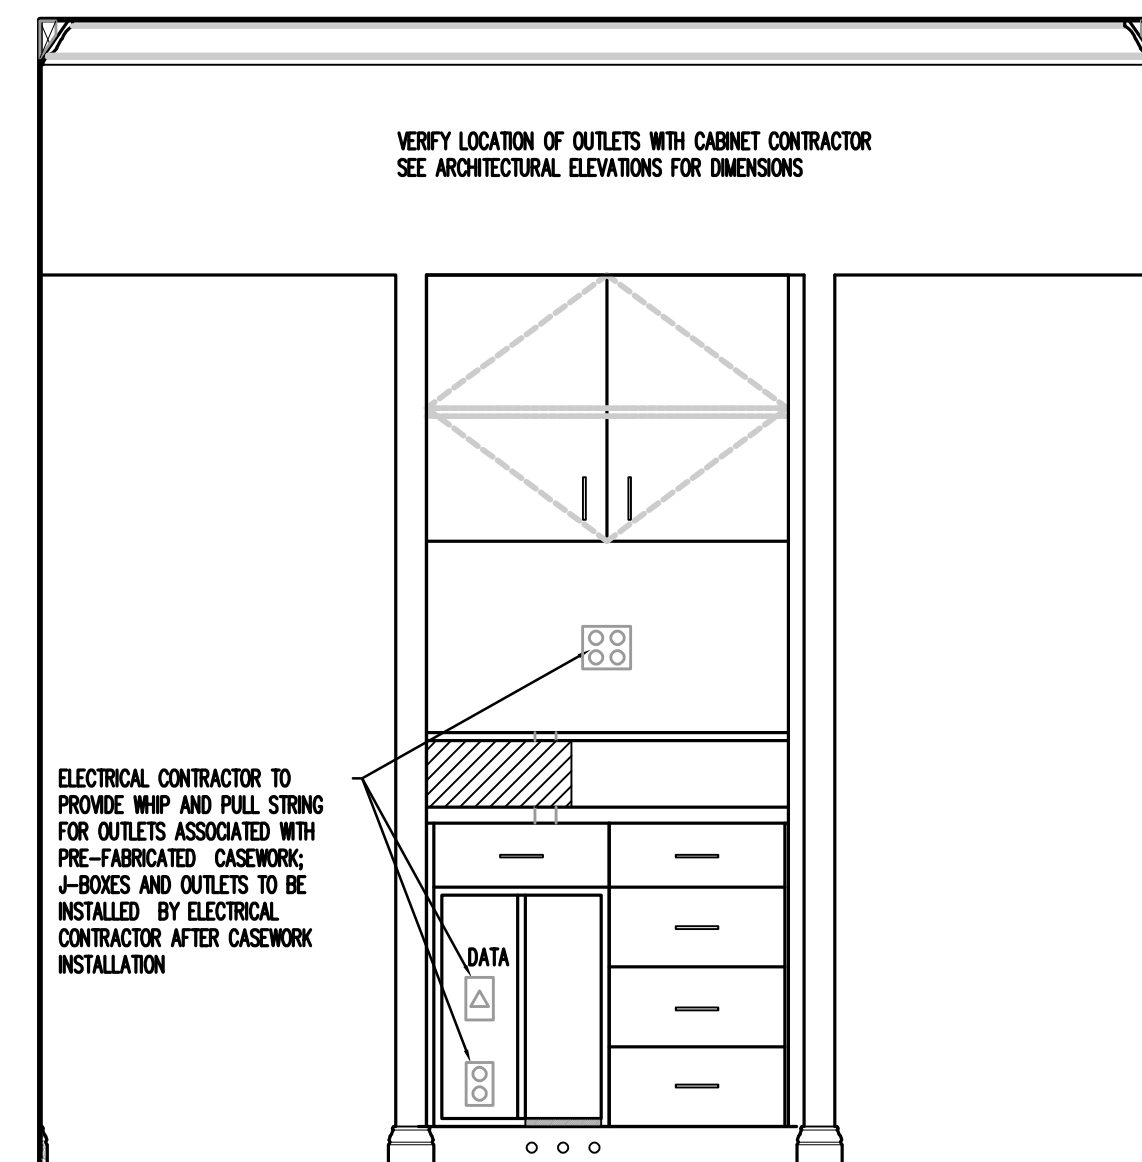 VERIFY LOCATION OF OUTLETS WITH CABINET CONTRACTOR
SEE ARCHITECTURAL ELEVATIONS FOR DIMENSIONS
ELECTRICAL CONTRACTOR TO
PROVIDE WHIP AND PULL STRING
FOR OUTLETS ASSOCIATED WITH
PRE-FABRICATED CASEWORK;
J-BOXES AND OUTLETS TO BE
INSTALLED BY ELECTRICAL
CONTRACTOR AFTER CASEWORK
INSTALLATION
DATA